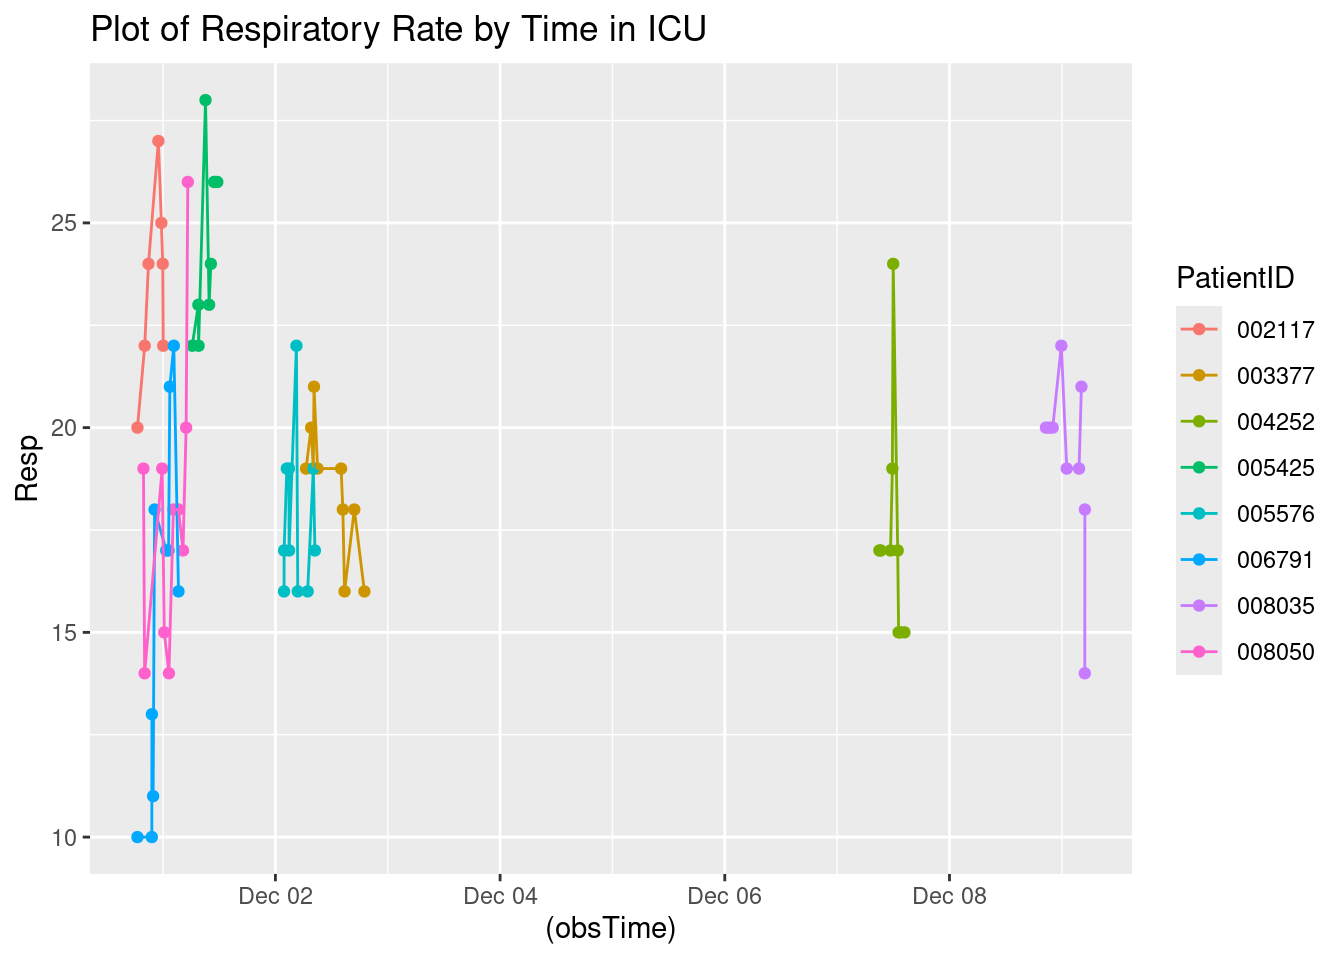 Plot of Respiratory Rate by Time in ICU
25
20
15
10
Resp
Dec 02
Dec 04
Dec 06
Dec 08
(obsTime)
PatientID
002117
003377
004252
005425
005576
006791
008035
008050